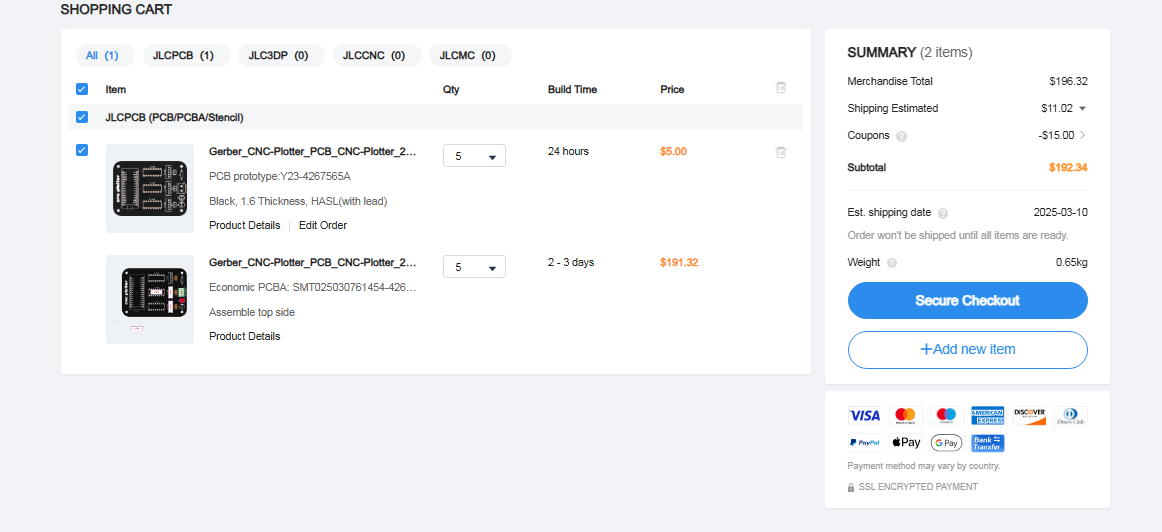 SHOPPING CART
All (1) JLCPCB (1) JLC3DP (0) JLCCNC (0) JLCMC (0)
Item Qty Build Time Price
JLCPCB (PCB/PCBA/Stencil)
Gerber_CNC-Plotter_PCB_CNC-Plotter_2... 5 24 hours $5.00
PCB prototype:Y23-4267565A
Black, 1.6 Thickness, HASL(with lead)
Product Details Edit Order
Gerber_CNC-Plotter_PCB_CNC-Plotter_2... 5 2 - 3 days $191.32
Economic PCBA: SMT025030761454-426...
Assemble top side
Product Details
SUMMARY (2 items)
Merchandise Total $196.32
Shipping Estimated $11.02
Coupons ? -$15.00
Subtotal $192.34
Est. shipping date ? 2025-03-10
Order won't be shipped until all items are ready.
Weight ? 0.65kg
Secure Checkout
+Add new item
VISA AMERICAN EXPRESS DISCOVER Diners Club
PayPal Apple Pay G Pay Bank Transfer
Payment method may vary by country.
SSL ENCRYPTED PAYMENT